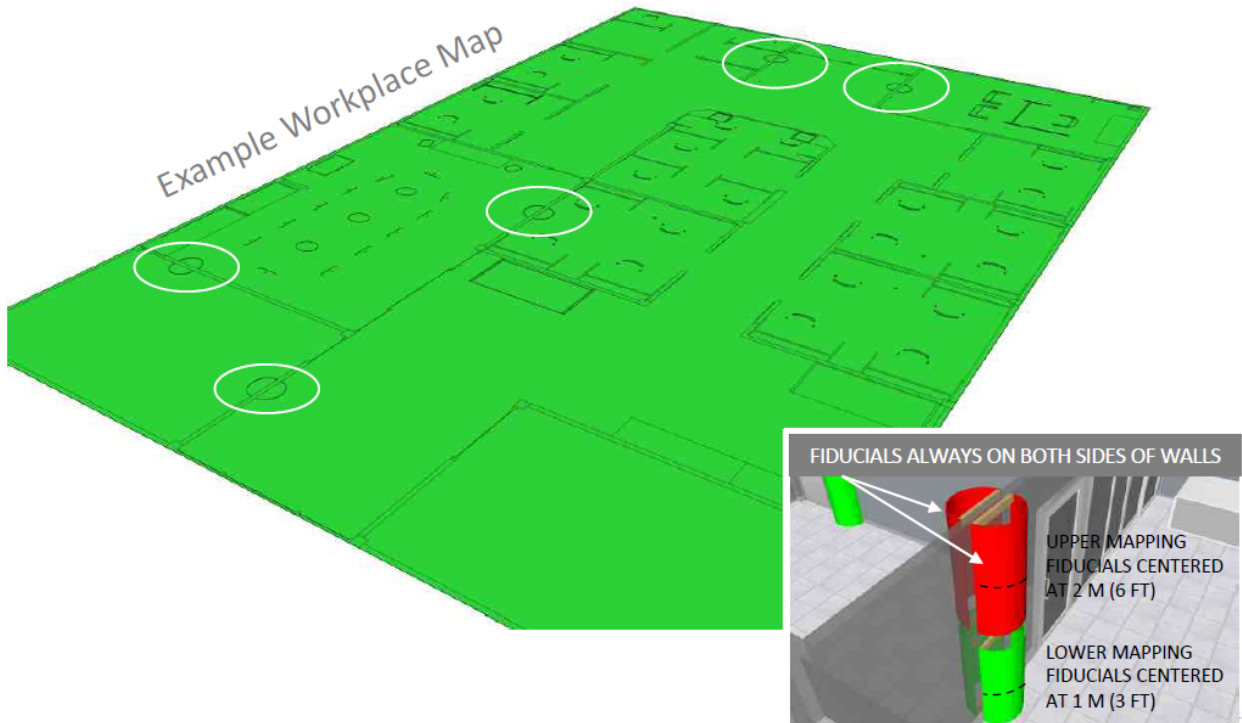 Example Workplace Map
FIDUCIALS ALWAYS ON BOTH SIDES OF WALLS
UPPER MAPPING
FIDUCIALS CENTERED
AT 2 M (6 FT)
LOWER MAPPING
FIDUCIALS CENTERED
AT 1 M (3 FT)